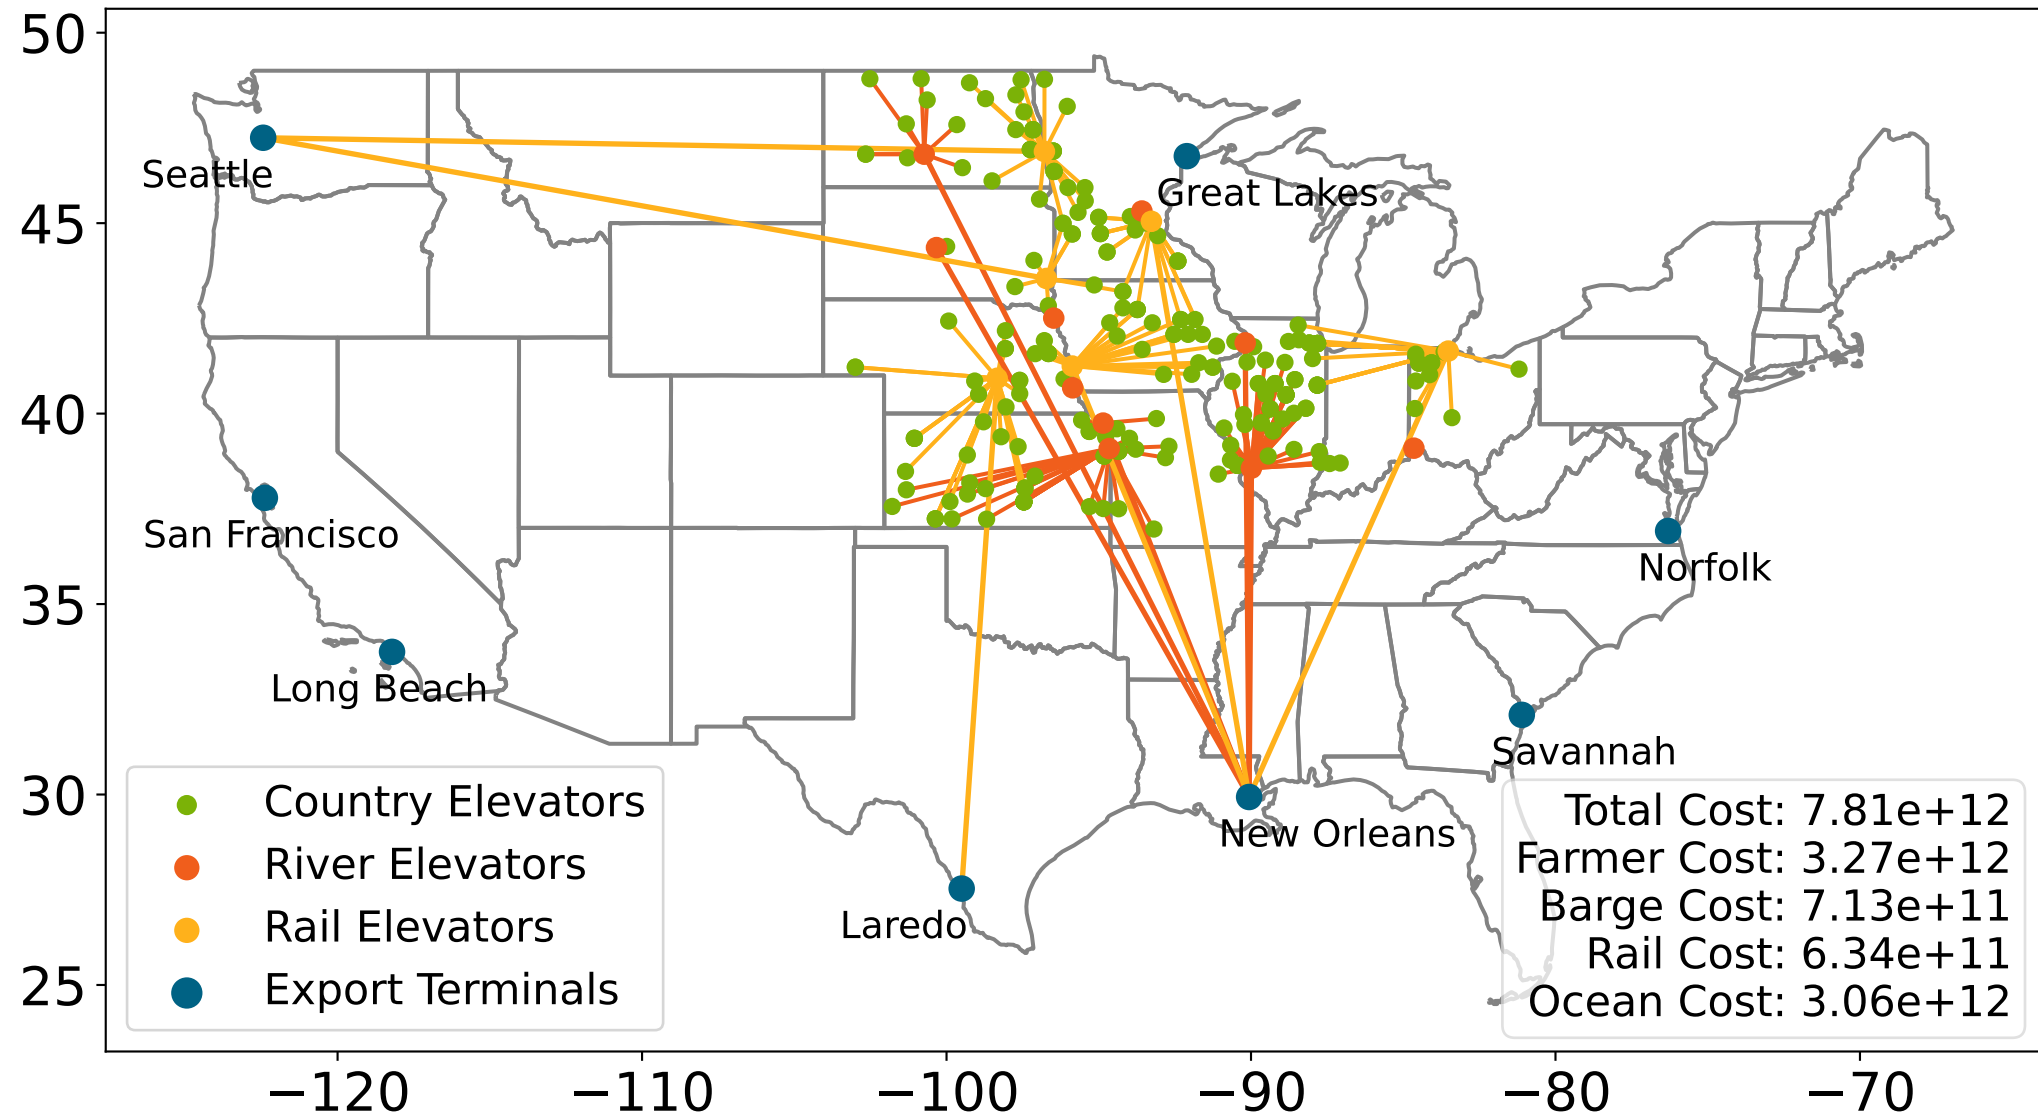 50
45
40
35
30
25
−120
−110
−100
−90
−80
−70
Seattle
Great Lakes
San Francisco
Norfolk
Long Beach
Savannah
New Orleans
Laredo
Country Elevators
River Elevators
Rail Elevators
Export Terminals
Total Cost: 7.81e+12
Farmer Cost: 3.27e+12
Barge Cost: 7.13e+11
Rail Cost: 6.34e+11
Ocean Cost: 3.06e+12